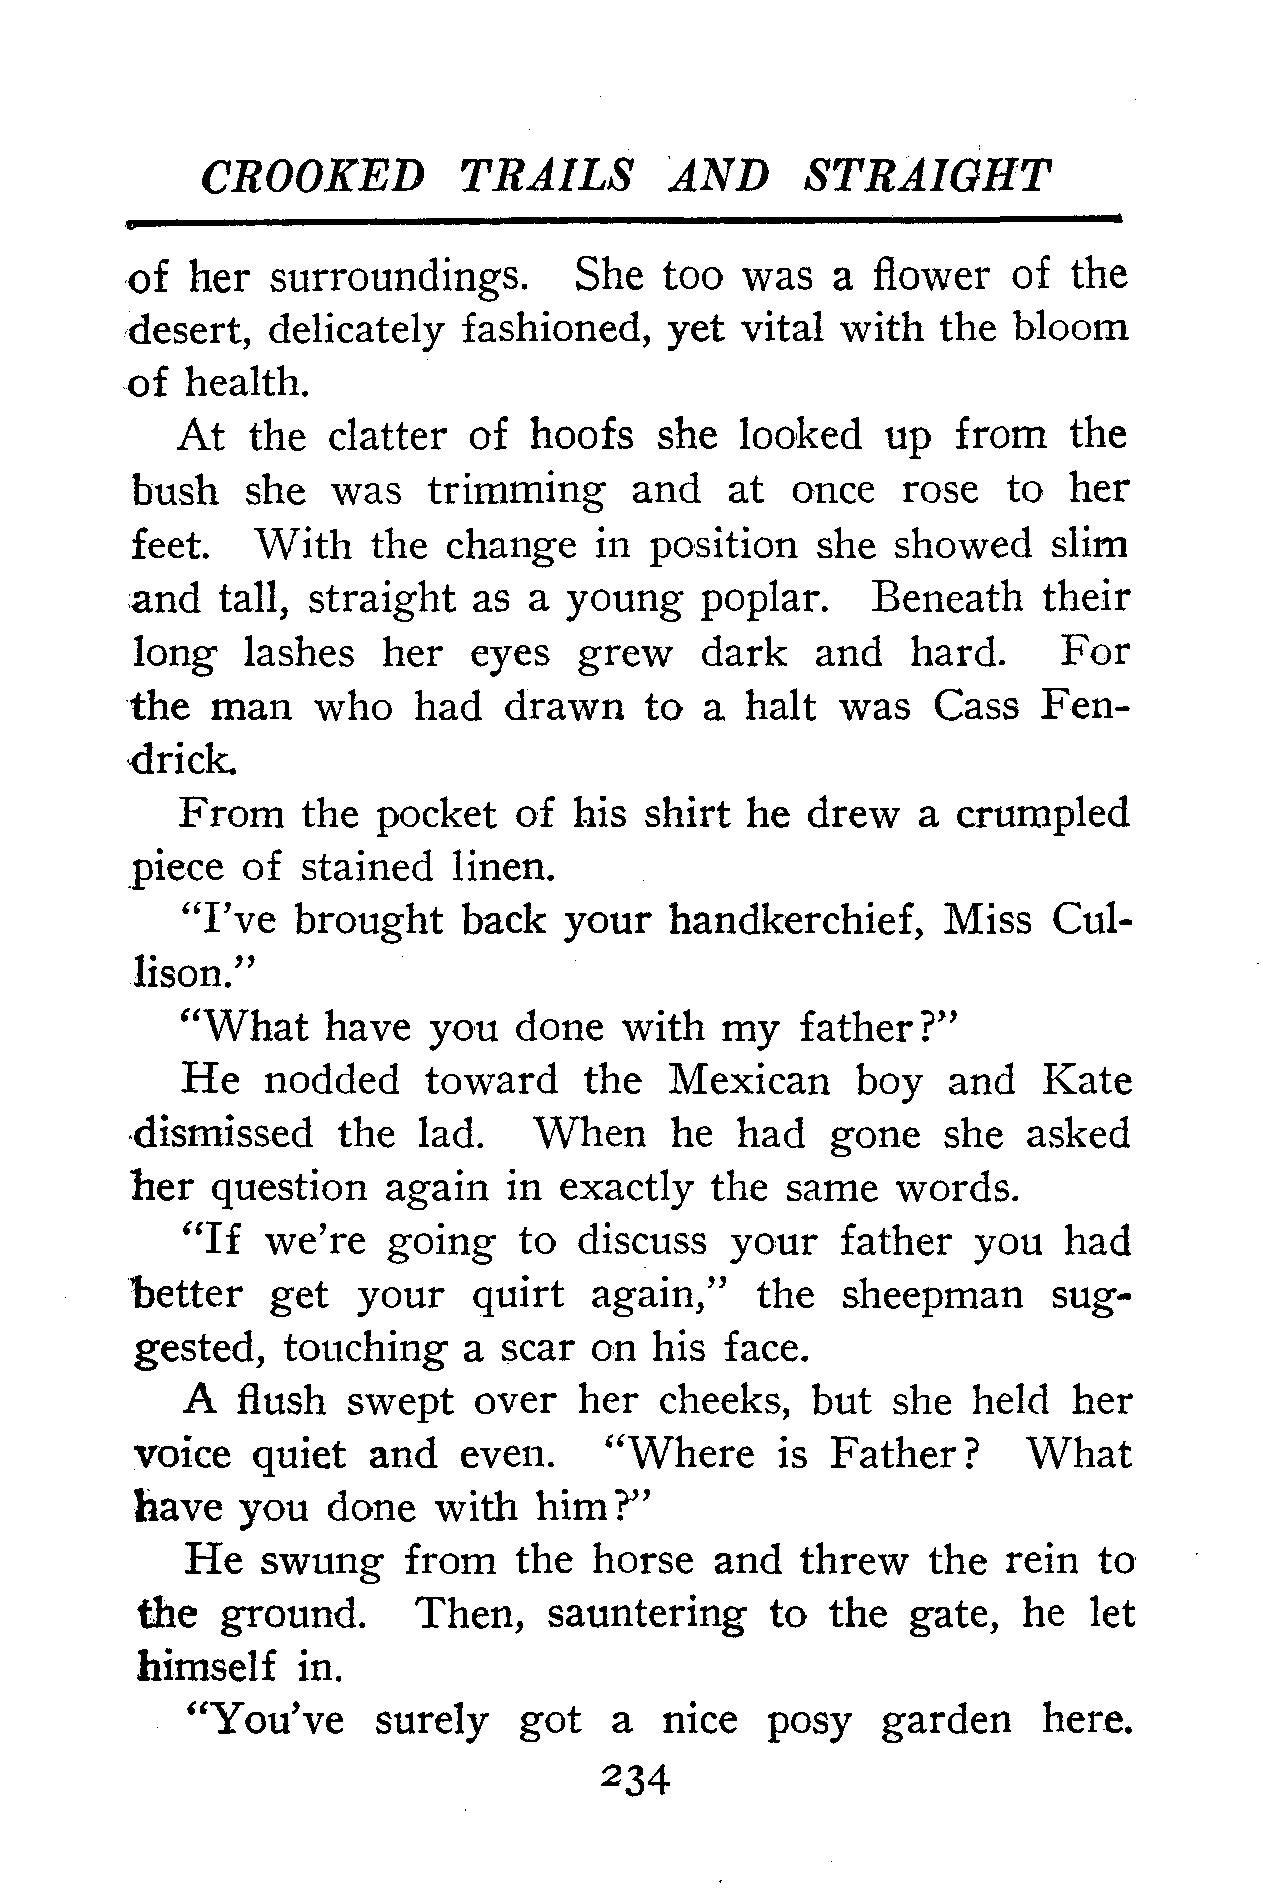 CROOKED TRAILS AND STRAIGHT
of her surroundings. She too was a flower of the
desert, delicately fashioned, yet vital with the bloom
of health.
At the clatter of hoofs she looked up from the
bush she was trimming and at once rose to her
feet. With the change in position she showed slim
and tall, straight as a young poplar. Beneath their
long lashes her eyes grew dark and hard. For
the man who had drawn to a halt was Cass Fen-
drick.
From the pocket of his shirt he drew a crumpled
piece of stained linen.
“I’ve brought back your handkerchief, Miss Cul-
lison.”
“What have you done with my father?”
He nodded toward the Mexican boy and Kate
dismissed the lad. When he had gone she asked
her question again in exactly the same words.
“If we’re going to discuss your father you had
better get your quirt again,” the sheepman sug-
gested, touching a scar on his face.
A flush swept over her cheeks, but she held her
voice quiet and even. “Where is Father? What
have you done with him?”
He swung from the horse and threw the rein to
the ground. Then, sauntering to the gate, he let
himself in.
“You’ve surely got a nice posy garden here.
234